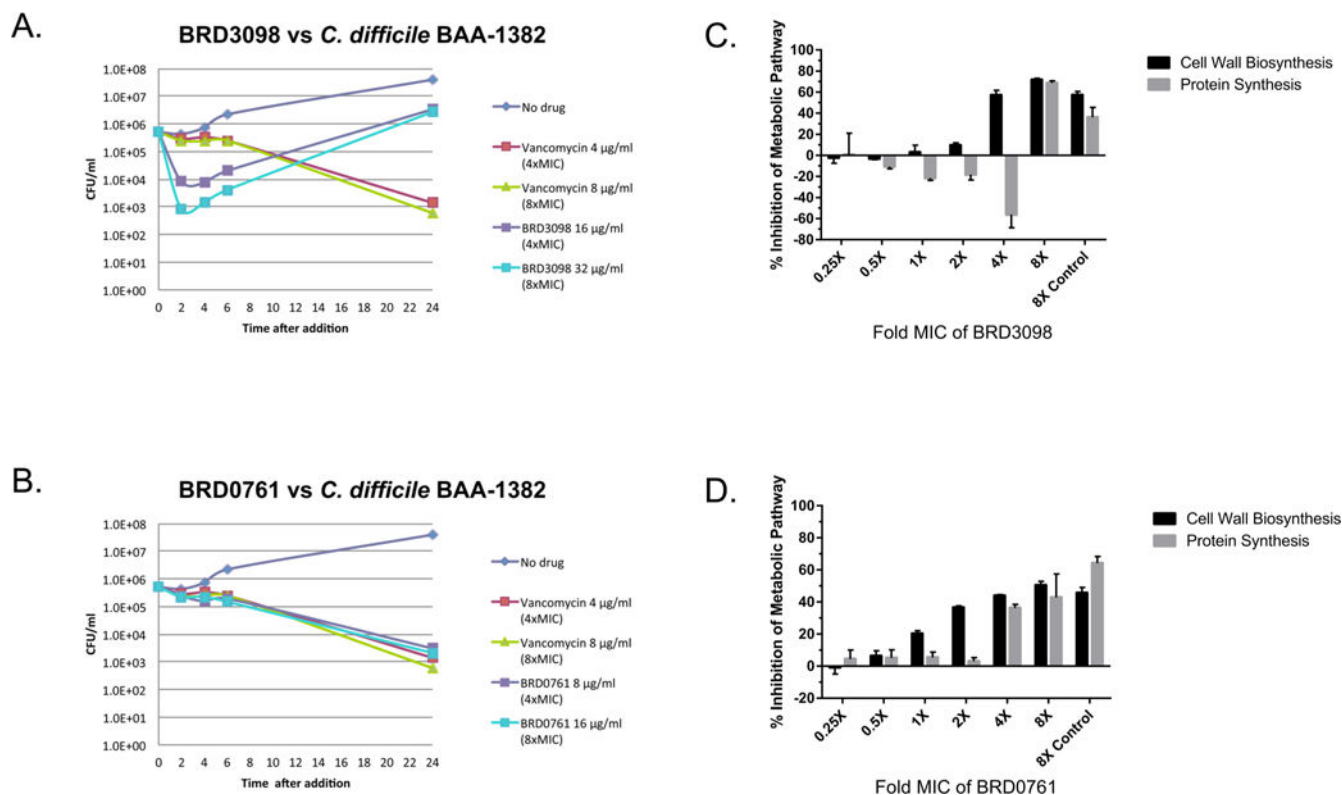 A.
BRD3098 vs C. difficile BAA-1382
CFU/ml
1.0E+08
1.0E+07
1.0E+06
1.0E+05
1.0E+04
1.0E+03
1.0E+02
1.0E+01
1.0E+00
0 2 4 6 8 10 12 14 16 18 20 22 24
Time after addition
No drug
Vancomycin 4 µg/ml
(4xMIC)
Vancomycin 8 µg/ml
(8xMIC)
BRD3098 16 µg/ml
(4xMIC)
BRD3098 32 µg/ml
(8xMIC)
C.
% Inhibition of Metabolic Pathway
100
80
60
40
20
0
-20
-40
-60
-80
0.25X
0.5X
1X
2X
4X
8X
8X Control
Fold MIC of BRD3098
Cell Wall Biosynthesis
Protein Synthesis
B.
BRD0761 vs C. difficile BAA-1382
CFU/ml
1.0E+08
1.0E+07
1.0E+06
1.0E+05
1.0E+04
1.0E+03
1.0E+02
1.0E+01
1.0E+00
0 2 4 6 8 10 12 14 16 18 20 22 24
Time after addition
No drug
Vancomycin 4 µg/ml
(4xMIC)
Vancomycin 8 µg/ml
(8xMIC)
BRD0761 8 µg/ml
(4xMIC)
BRD0761 16 µg/ml
(8xMIC)
D.
% Inhibition of Metabolic Pathway
100
80
60
40
20
0
-20
0.25X
0.5X
1X
2X
4X
8X
8X Control
Fold MIC of BRD0761
Cell Wall Biosynthesis
Protein Synthesis